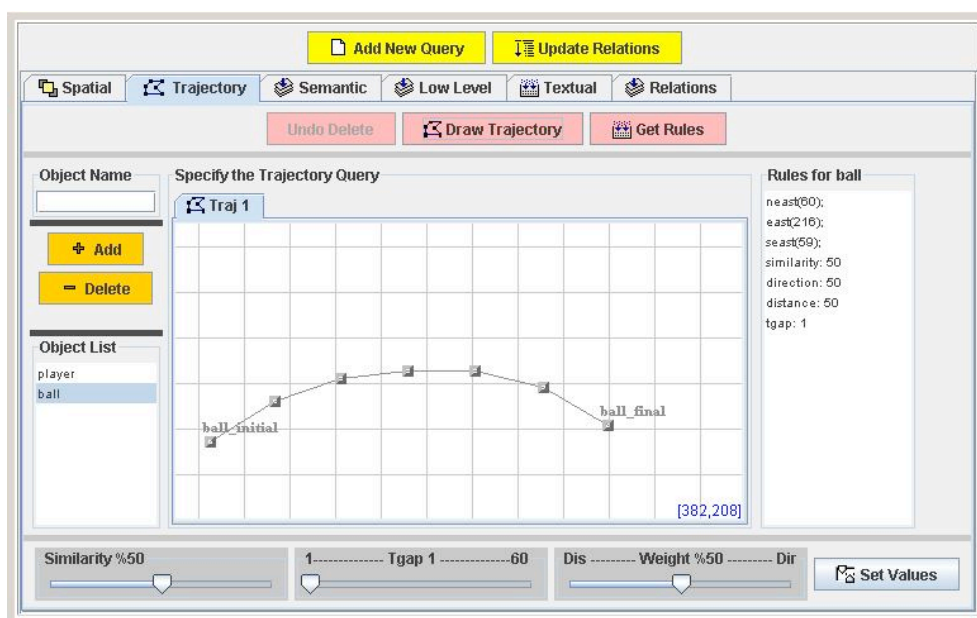 Add New Query Update Relations
Spatial Trajectory Semantic Low Level Textual Relations
Undo Delete Draw Trajectory Get Rules
Object Name
Add
Delete
Object List
player
ball
Specify the Trajectory Query
Traj 1
ball_initial
ball_final
[382,208]
Rules for ball
neast(60);
east(216);
seast(59);
similarity: 50
direction: 50
distance: 50
tgap: 1
Similarity %50
1------------- Tgap 1 -------------60
Dis --------- Weight %50 --------- Dir
Set Values